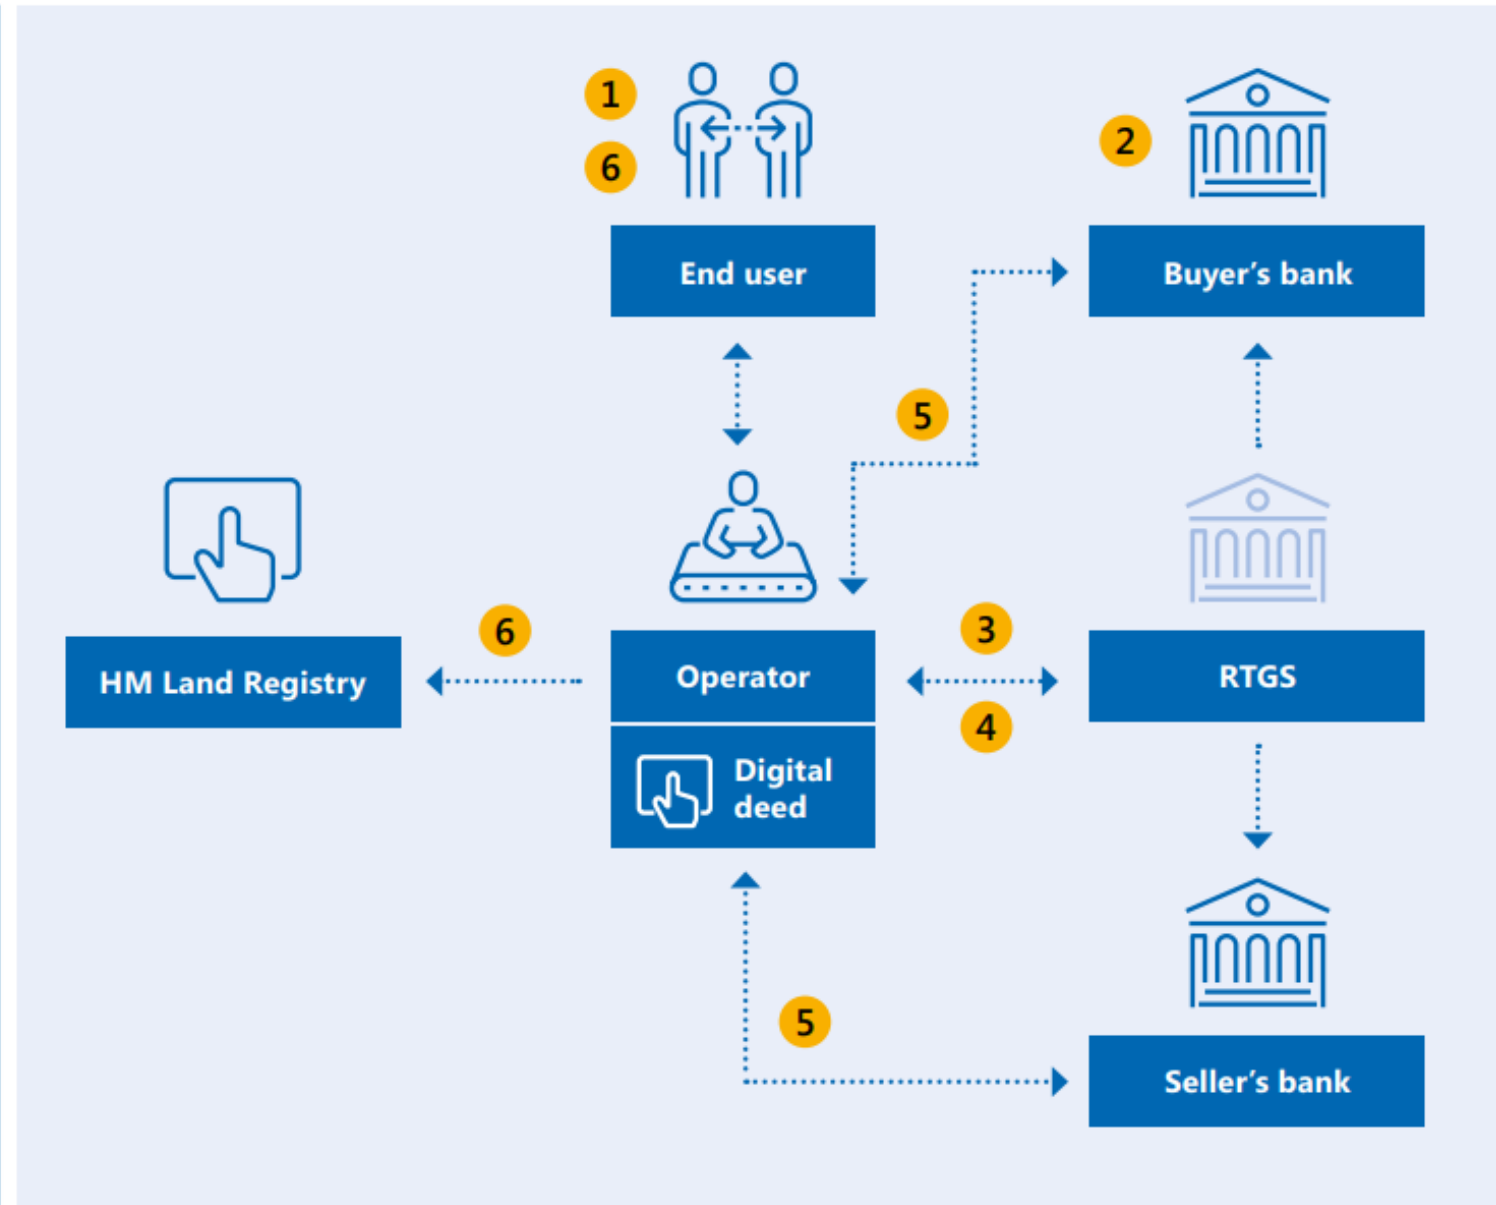 1
6
End user
2
Buyer's bank
5
HM Land Registry
6
Operator
3
4
RTGS
Digital
deed
5
Seller's bank